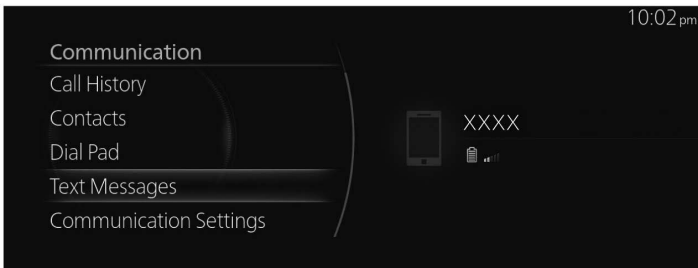 10:02 pm
Communication
Call History
Contacts
Dial Pad
Text Messages
Communication Settings
XXXX